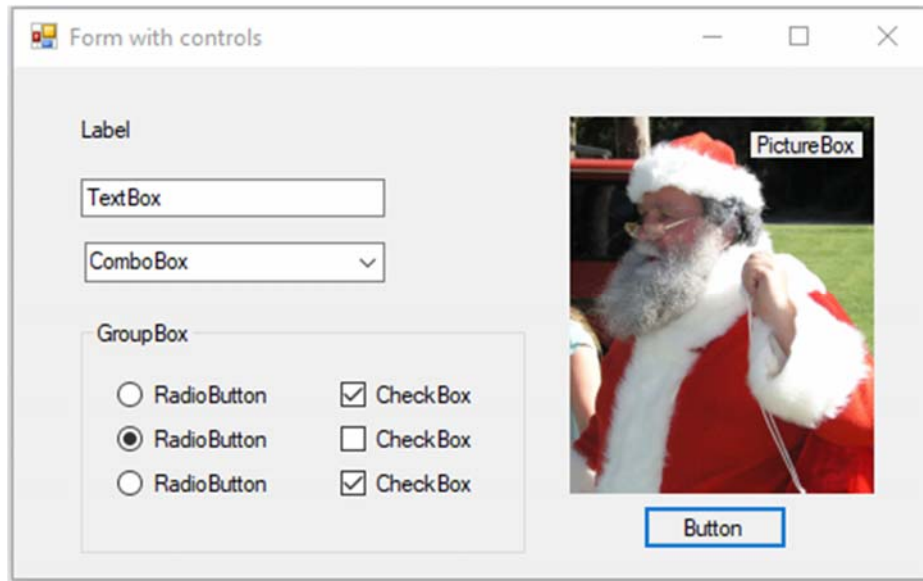 Form with controls
Label
PictureBox
TextBox
ComboBox
GroupBox
RadioButton
CheckBox
RadioButton
CheckBox
RadioButton
CheckBox
Button